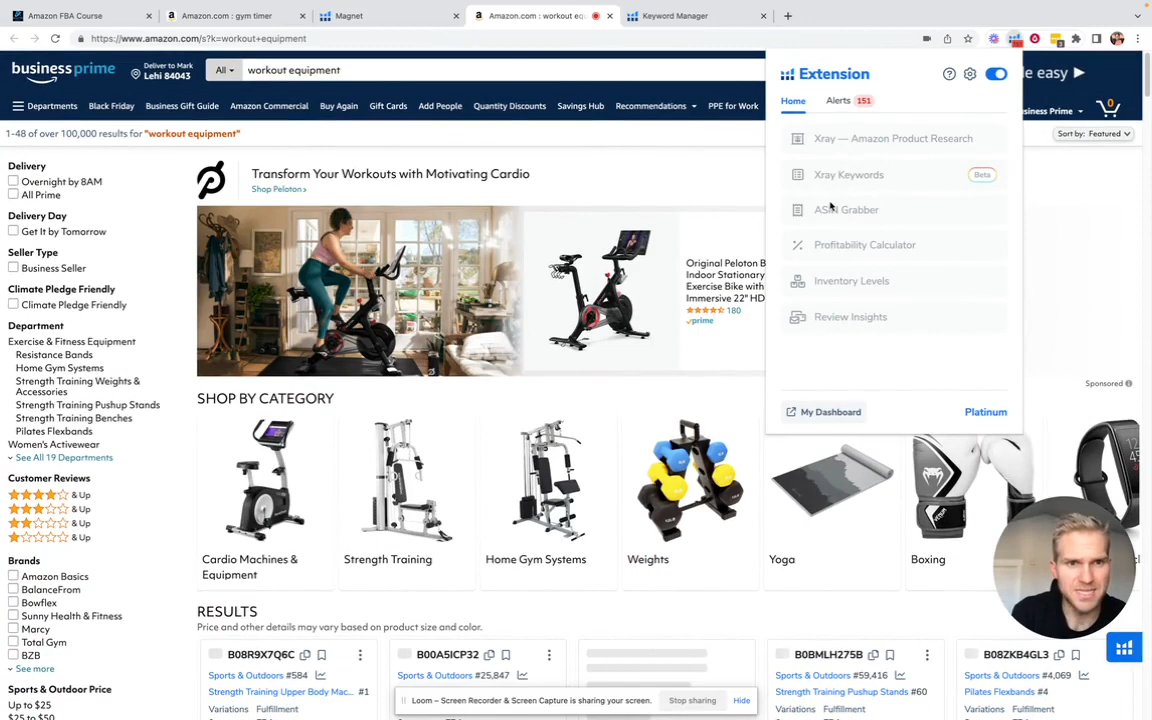 Amazon FBA Course
Amazon.com : gym timer
Magnet
Amazon.com : workout eq
Keyword Manager
https://www.amazon.com/s?k=workout+equipment
business prime
Deliver to Mark
Lehi 84043
All
workout equipment
de easy
Departments
Black Friday
Business Gift Guide
Amazon Commercial
Buy Again
Gift Cards
Add People
Quantity Discounts
Savings Hub
Recommendations
PPE for Work
Business Prime
0
1-48 of over 100,000 results for "workout equipment"
Sort by: Featured
Extension
Home
Alerts
151
Xray — Amazon Product Research
Xray Keywords
Beta
ASIN Grabber
Profitability Calculator
Inventory Levels
Review Insights
My Dashboard
Platinum
Delivery
Overnight by 8AM
All Prime
Delivery Day
Get It by Tomorrow
Seller Type
Business Seller
Climate Pledge Friendly
Climate Pledge Friendly
Department
Exercise & Fitness Equipment
Resistance Bands
Home Gym Systems
Strength Training Weights &
Accessories
Strength Training Pushup Stands
Strength Training Benches
Pilates Flexbands
Women's Activewear
See All 19 Departments
Customer Reviews
& Up
& Up
& Up
& Up
Brands
Amazon Basics
BalanceFrom
Bowflex
Sunny Health & Fitness
Marcy
Total Gym
BZB
See more
Sports & Outdoors Price
Up to $25
$25 to $50
Transform Your Workouts with Motivating Cardio
Shop Peloton ›
Original Peloton B
Indoor Stationary
Exercise Bike with
Immersive 22" HD
180
prime
Sponsored
SHOP BY CATEGORY
Cardio Machines &
Equipment
Strength Training
Home Gym Systems
Weights
Yoga
Boxing
RESULTS
Price and other details may vary based on product size and color.
B08R9X7Q6C
Sports & Outdoors #584
Strength Training Upper Body Mac... #1
Variations
Fulfillment
B00A5ICP32
Sports & Outdoors #25,847
B0BMLH275B
Sports & Outdoors #59,416
Strength Training Pushup Stands #60
Variations
Fulfillment
B08ZKB4GL3
Sports & Outdoors #4,069
Pilates Flexbands #4
Variations
Fulfillment
Loom – Screen Recorder & Screen Capture is sharing your screen.
Stop sharing
Hide